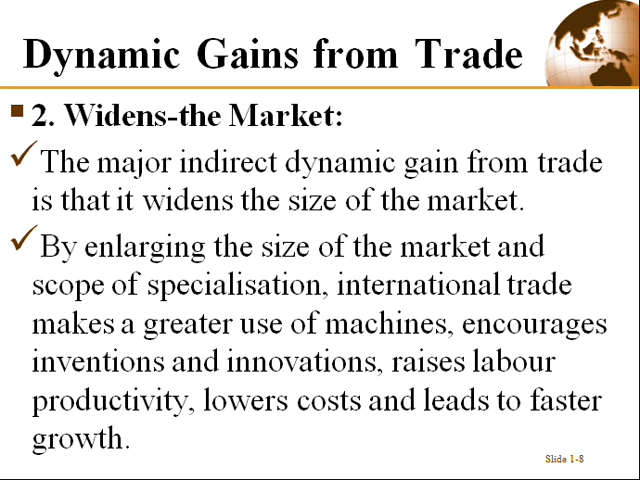 Dynamic Gains from Trade
2. Widens-the Market:
The major indirect dynamic gain from trade
is that it widens the size of the market.
By enlarging the size of the market and
scope of specialisation, international trade
makes a greater use of machines, encourages
inventions and innovations, raises labour
productivity, lowers costs and leads to faster
growth.
Slide 1-8